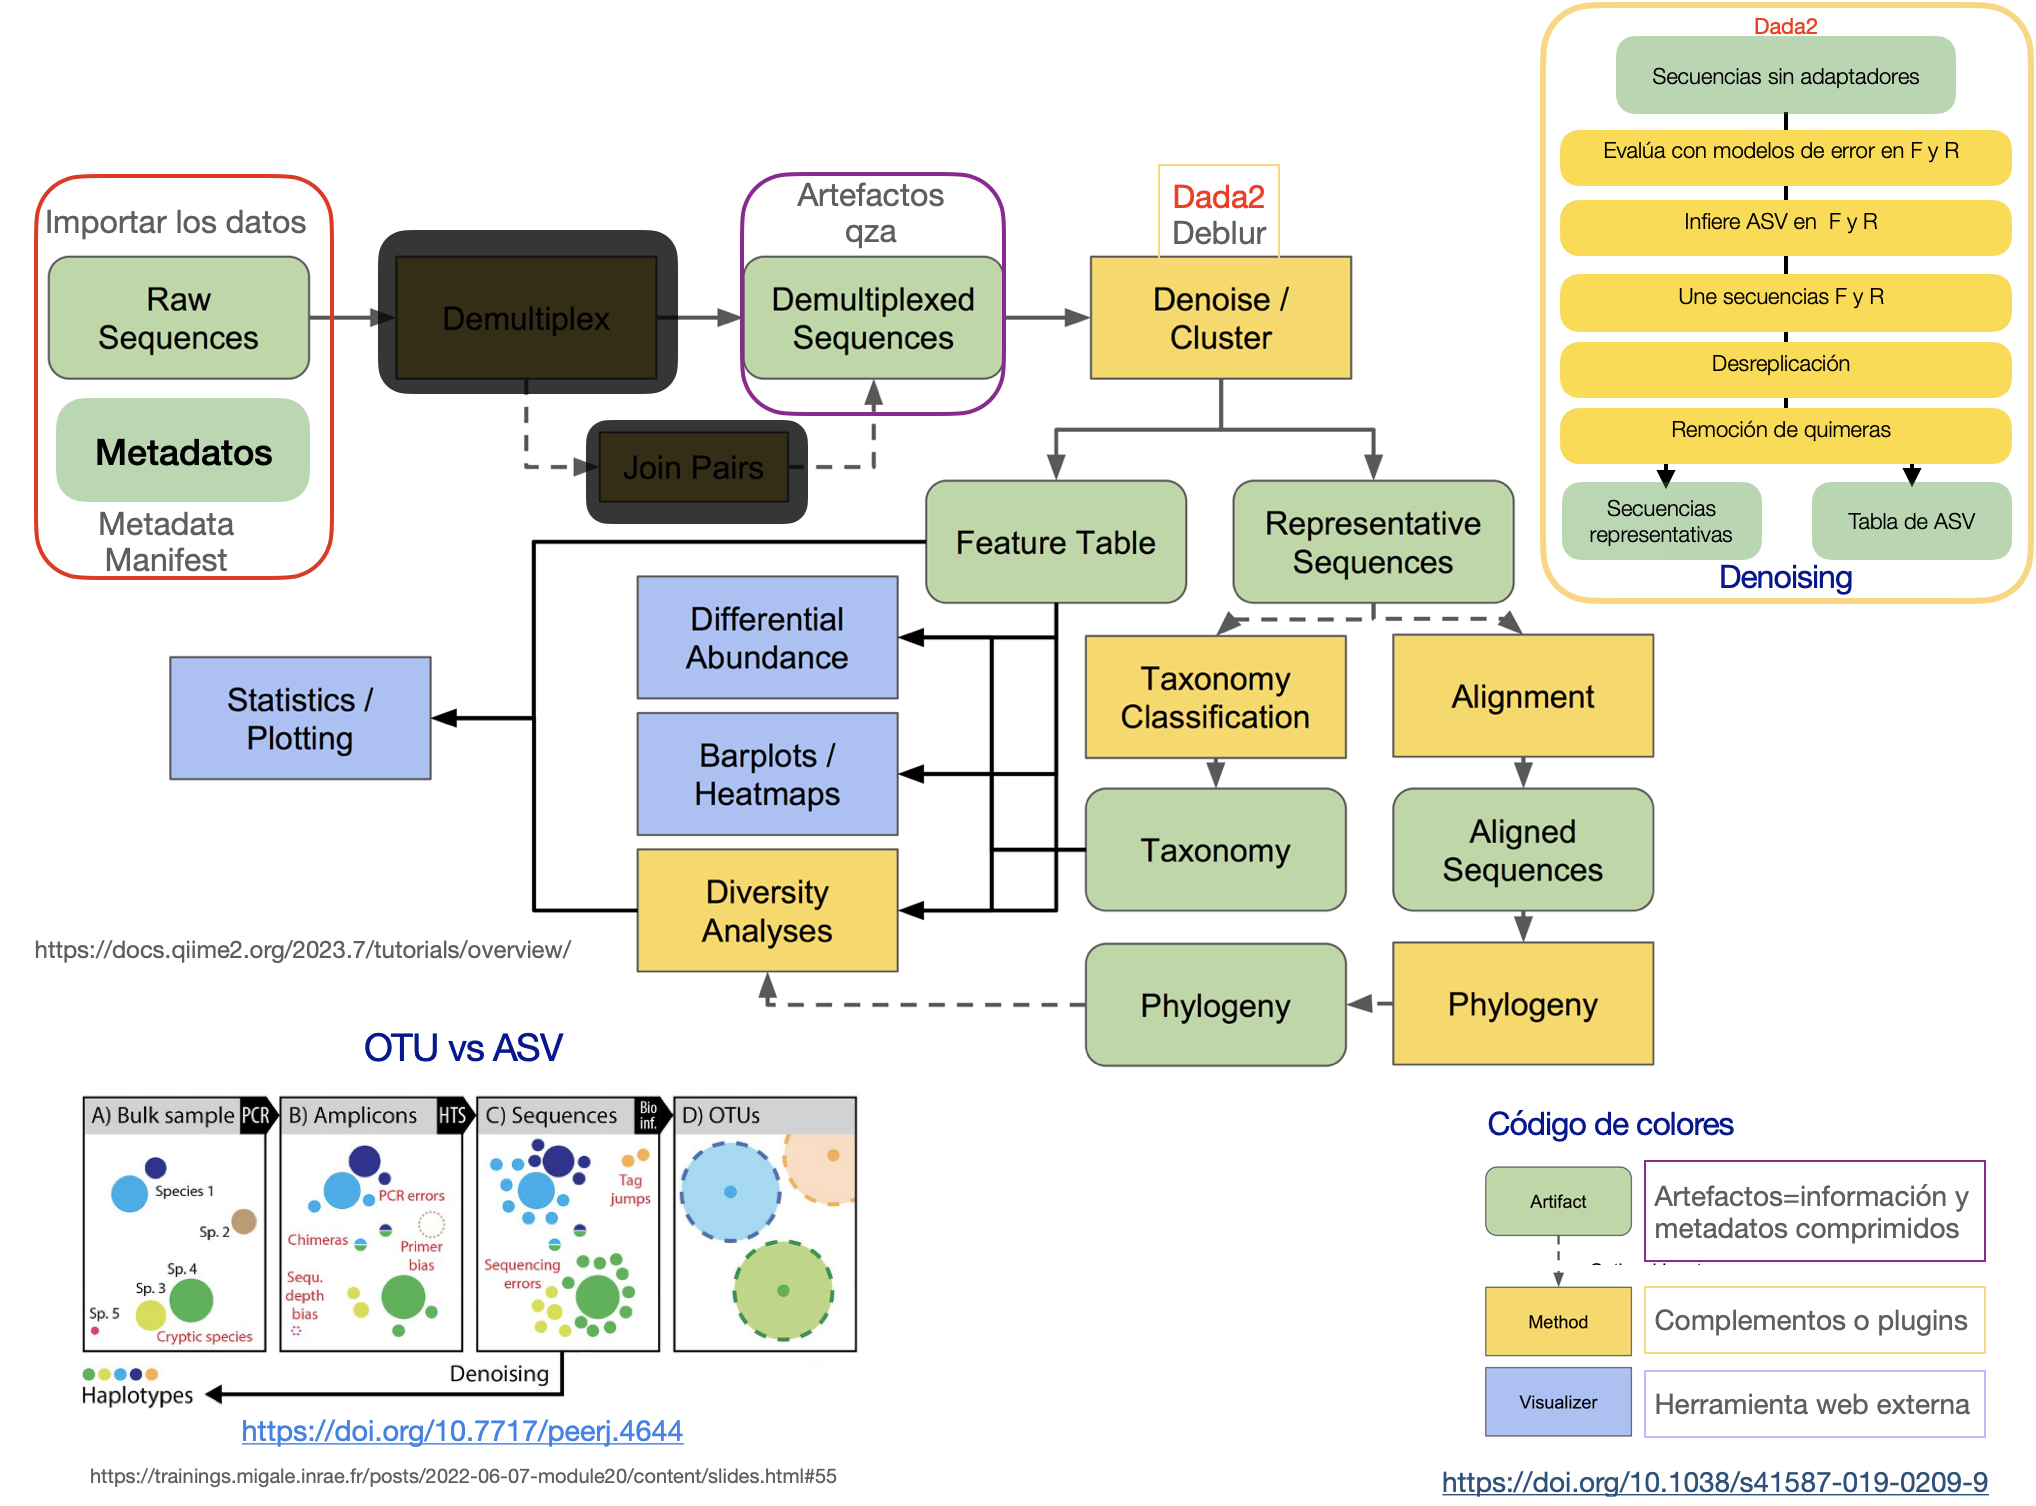 Dada2
Secuencias sin adaptadores
Evalúa con modelos de error en F y R
Infiere ASV en F y R
Une secuencias F y R
Desreplicación
Remoción de quimeras
Secuencias
representativas
Tabla de ASV
Denoising
Importar los datos
Raw
Sequences
Metadatos
Metadata
Manifest
Demultiplex
Join Pairs
Artefactos
qza
Demultiplexed
Sequences
Dada2
Deblur
Denoise /
Cluster
Feature Table
Representative
Sequences
Differential
Abundance
Statistics /
Plotting
Barplots /
Heatmaps
Diversity
Analyses
Taxonomy
Classification
Alignment
Taxonomy
Aligned
Sequences
Phylogeny
Phylogeny
https://docs.qiime2.org/2023.7/tutorials/overview/
OTU vs ASV
A) Bulk sample
PCR
B) Amplicons
HTS
C) Sequences
Bio
inf.
D) OTUs
Species 1
Sp. 2
Sp. 4
Sp. 3
Sp. 5
Cryptic species
PCR errors
Chimeras
Primer
bias
Sequ.
depth
bias
Tag
jumps
Sequencing
errors
Denoising
Haplotypes
https://doi.org/10.7717/peerj.4644
https://trainings.migale.inrae.fr/posts/2022-06-07-module20/content/slides.html#55
Código de colores
Artifact
Artefactos=información y
metadatos comprimidos
Method
Complementos o plugins
Visualizer
Herramienta web externa
https://doi.org/10.1038/s41587-019-0209-9